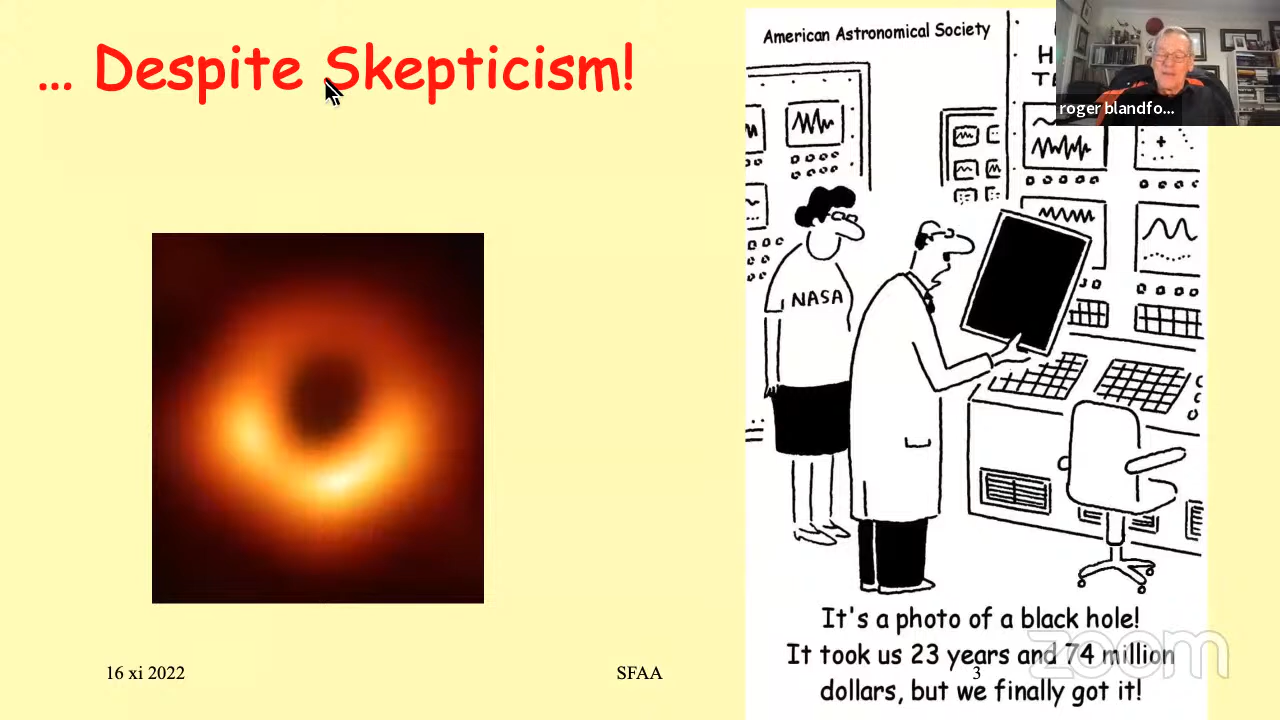 ... Despite Skepticism!
American Astronomical Society
H
TE
roger blandfo...
NASA
It's a photo of a black hole!
It took us 23 years and 74 million
dollars, but we finally got it!
zoom
16 xi 2022
SFAA
3